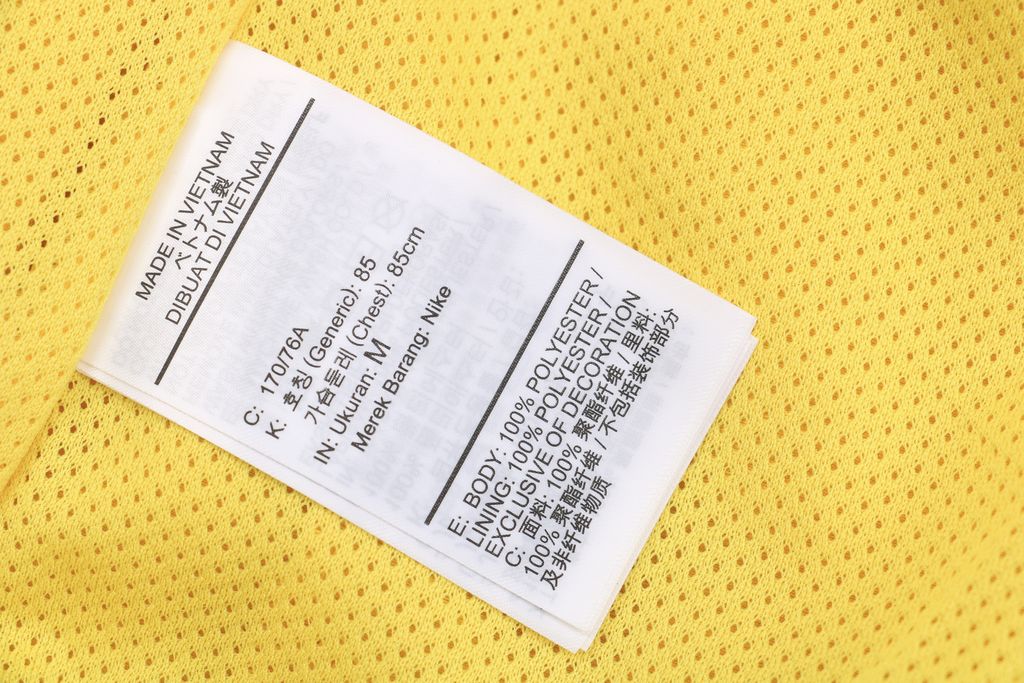 MADE IN VIETNAM
ベトナム製
DIBUAT DI VIETNAM
C: 170/76A
K: 호칭 (Generic): 85
가슴둘레 (Chest): 85cm
IN: Ukuran: M
Merek Barang: Nike
E: BODY: 100% POLYESTER /
LINING: 100% POLYESTER /
EXCLUSIVE OF DECORATION
C: 面料: 100% 聚酯纤维 / 里料:
100% 聚酯纤维 / 不包括装饰部分
及非纤维物质